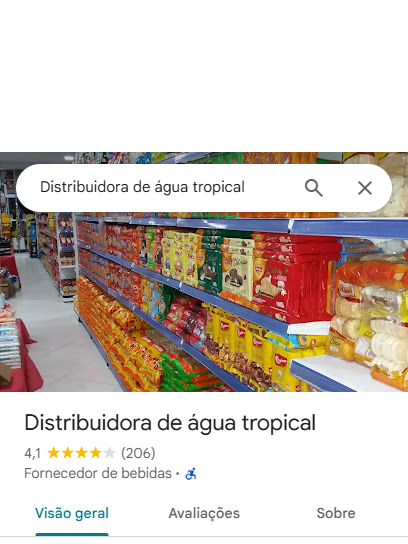 Distribuidora de água tropical
Distribuidora de água tropical
4,1 (206)
Fornecedor de bebidas ·
Visão geral
Avaliações
Sobre